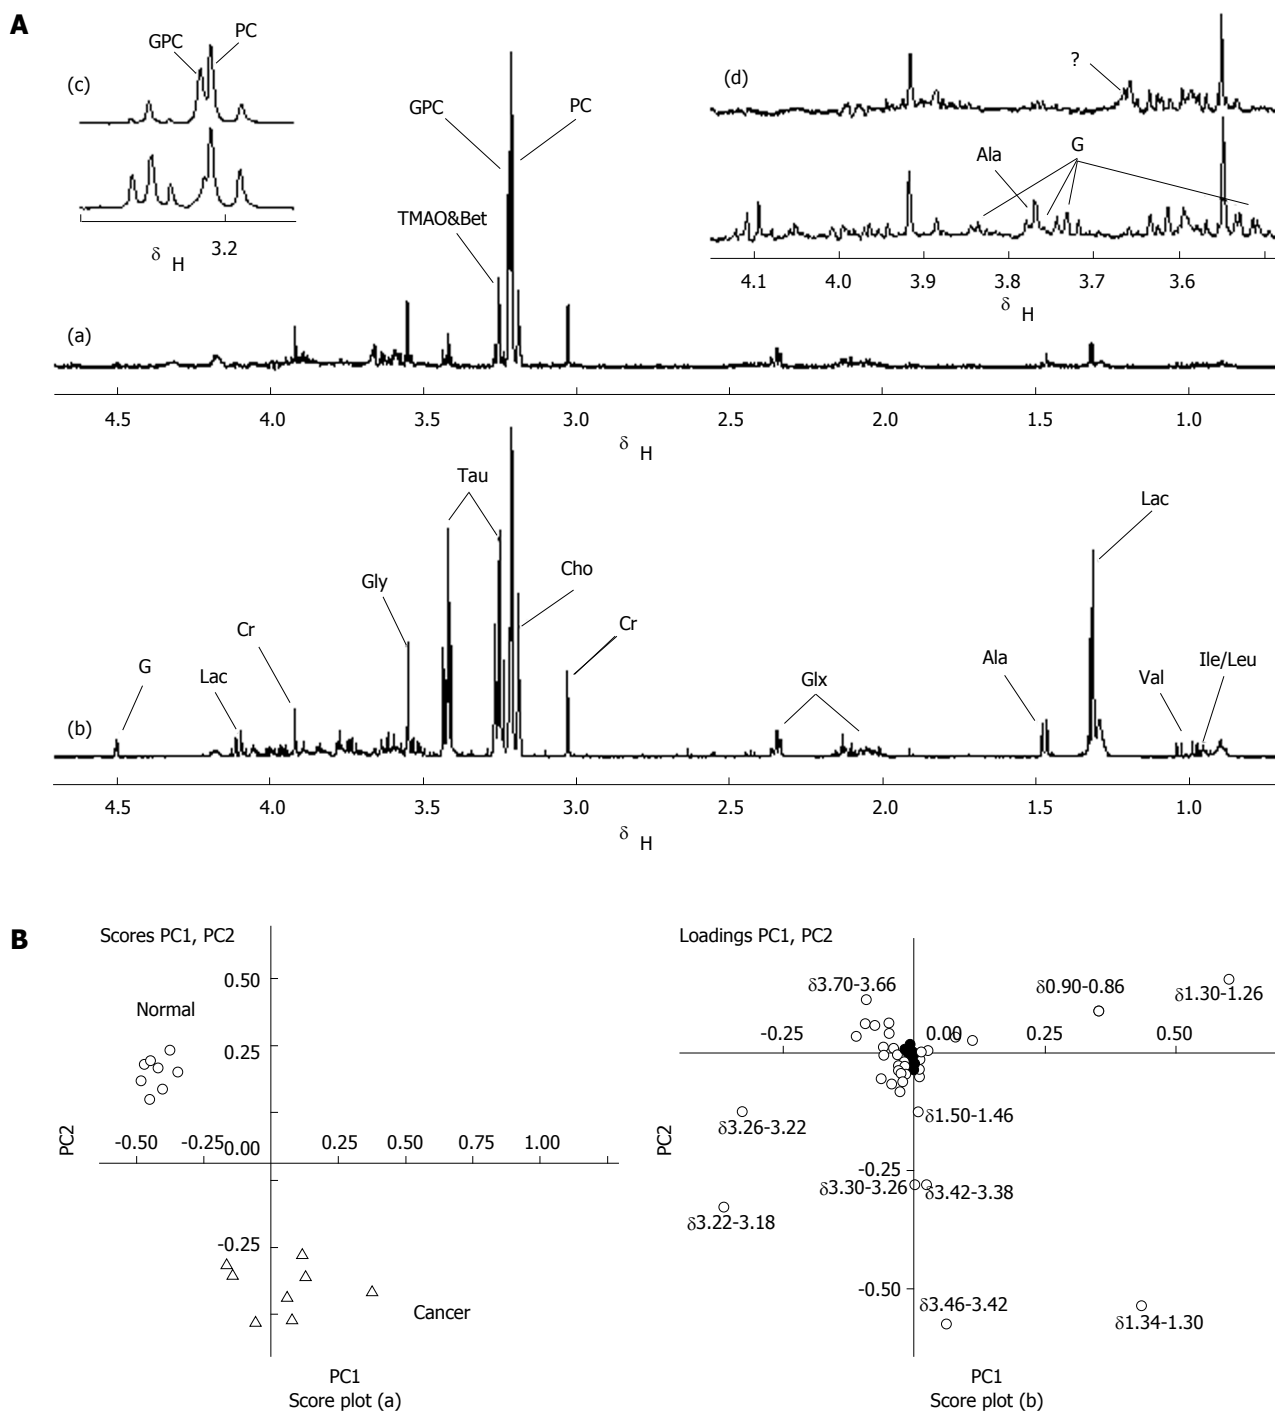 A
GPC
PC
(c)
δ H
3.2
GPC
PC
TMAO&Bet
(a)
(d)
?
Ala
G
4.1 4.0 3.9 3.8 3.7 3.6
δ H
4.5 4.0 3.5 3.0 2.5 2.0 1.5 1.0
δ H
Tau
Lac
Gly
Cho
Cr
Cr
G
Lac
Glx
Ala
Val
Ile/Leu
(b)
4.5 4.0 3.5 3.0 2.5 2.0 1.5 1.0
δ H
B
Scores PC1, PC2
0.50
Normal
0.25
-0.50 -0.25 0.00 0.25 0.50 0.75 1.00
PC2
-0.25
Cancer
PC1
Score plot (a)
Loadings PC1, PC2
δ3.70-3.66
δ0.90-0.86
δ1.30-1.26
-0.25 0.00 0.25 0.50
δ3.26-3.22
δ1.50-1.46
PC2
-0.25
δ3.30-3.26
δ3.42-3.38
δ3.22-3.18
-0.50
δ3.46-3.42
δ1.34-1.30
PC1
Score plot (b)